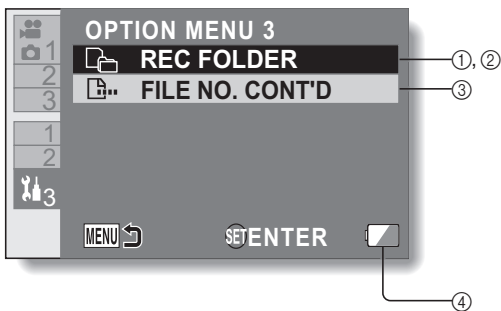 OPTION MENU 3
1
REC FOLDER
①, ②
2
FILE NO. CONT'D
③
3
1
2
3
MENU
SET ENTER
④